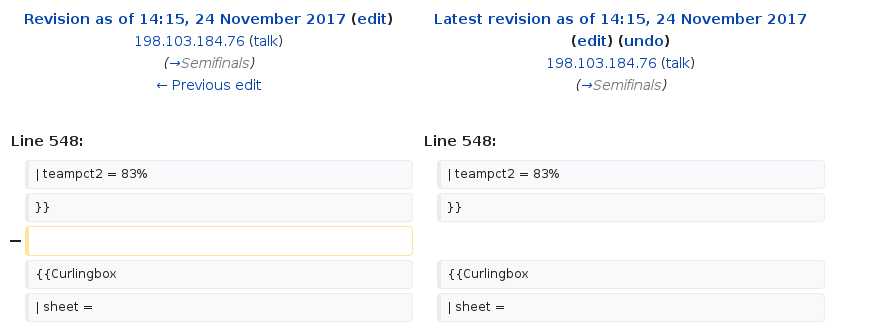 Revision as of 14:15, 24 November 2017 (edit)
198.103.184.76 (talk)
(→Semifinals)
← Previous edit
Latest revision as of 14:15, 24 November 2017
(edit) (undo)
198.103.184.76 (talk)
(→Semifinals)
Line 548:
Line 548:
| teampct2 = 83%
| teampct2 = 83%
}}
}}
−
{{Curlingbox
{{Curlingbox
| sheet =
| sheet =